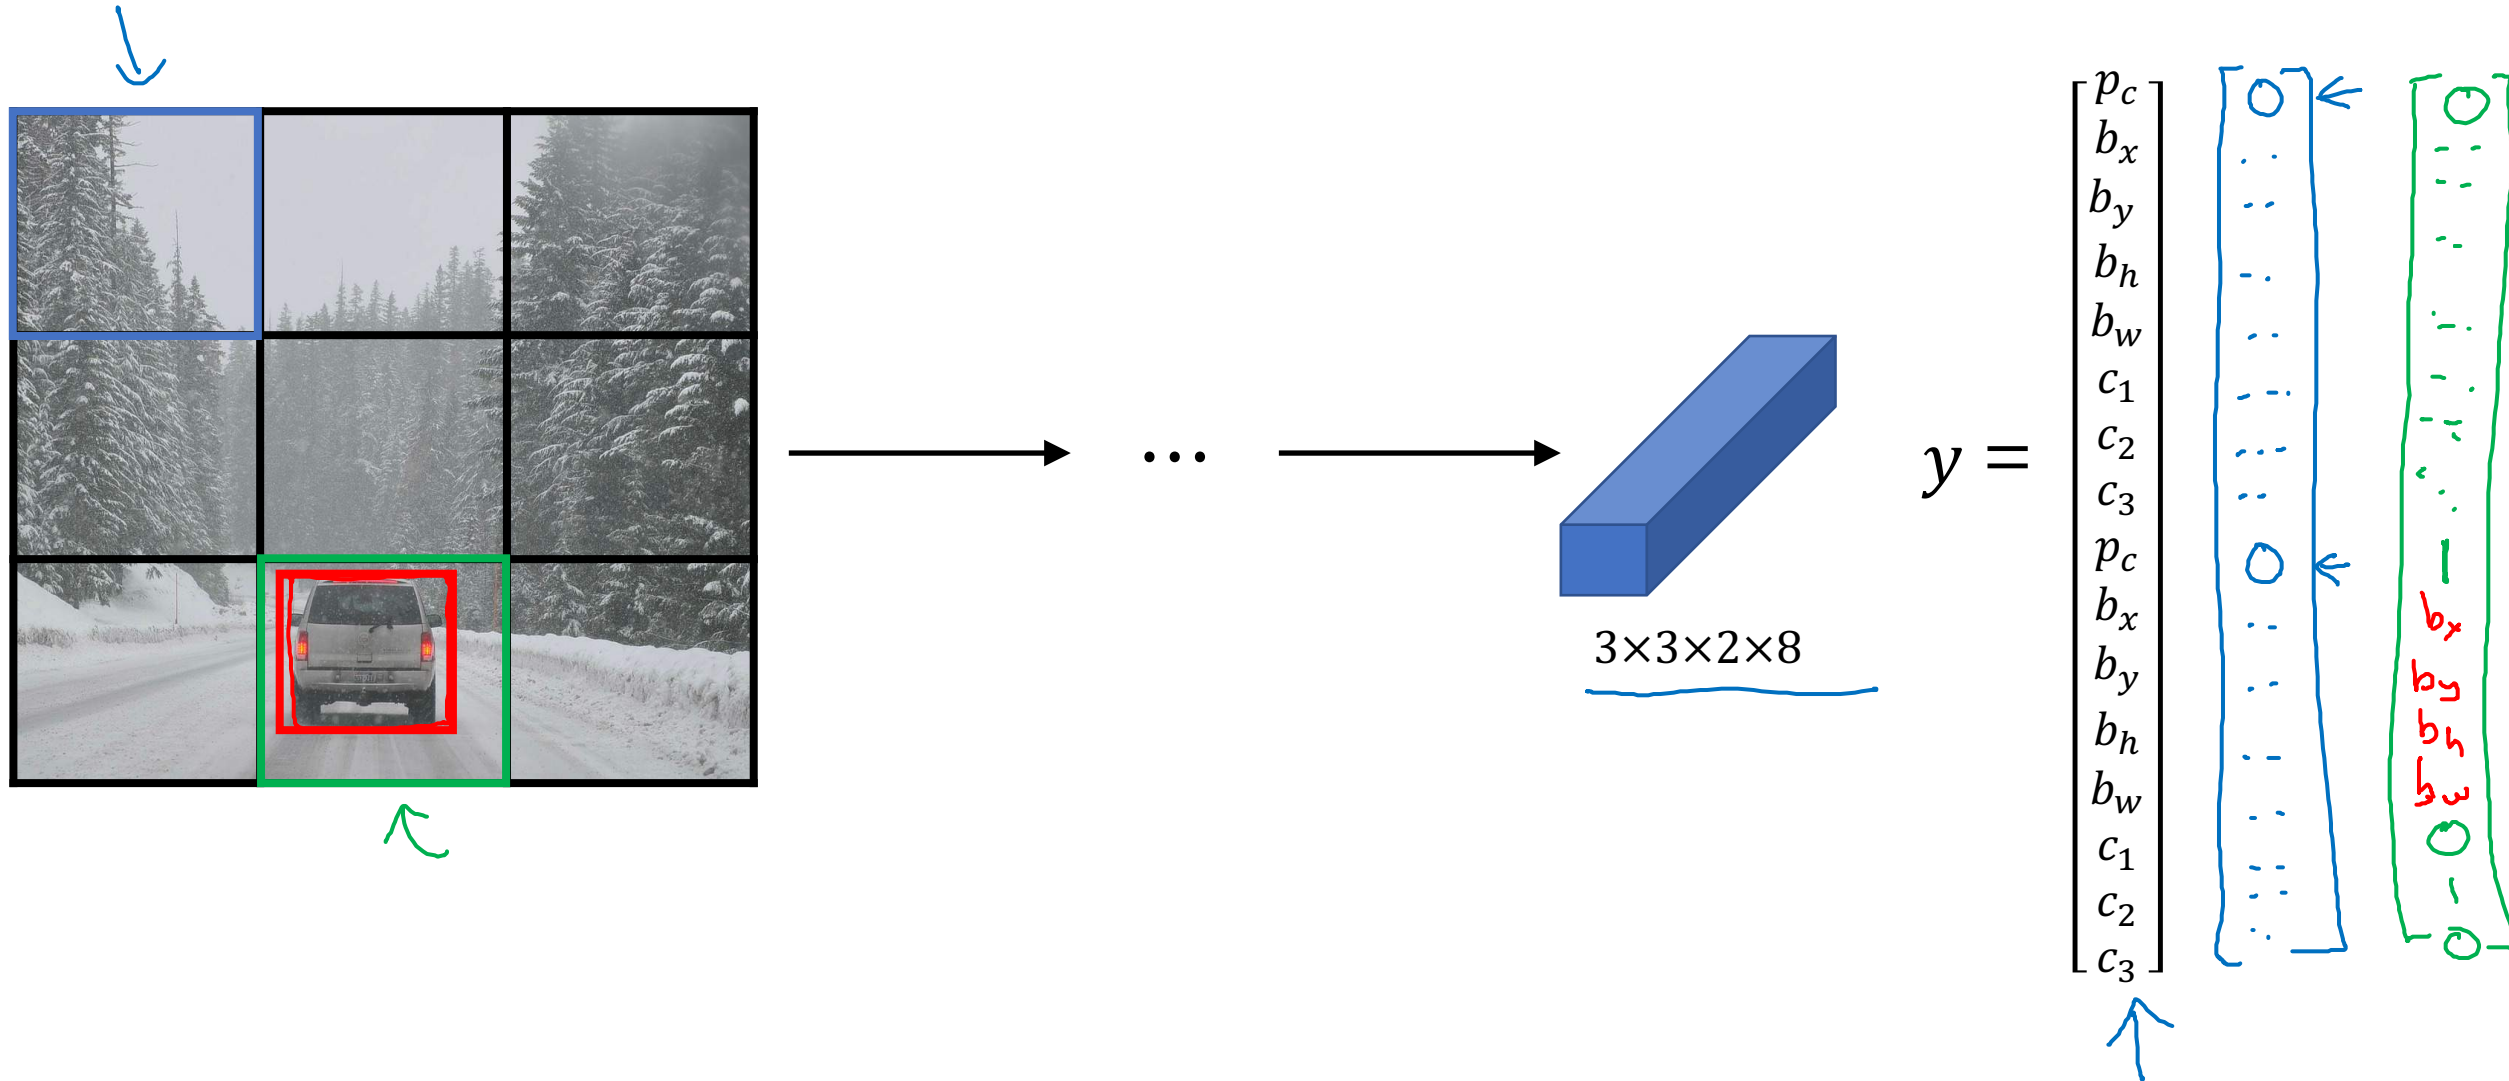 3×3×2×8
y =
p_c
b_x
b_y
b_h
b_w
c_1
c_2
c_3
p_c
b_x
b_y
b_h
b_w
c_1
c_2
c_3
0
0
0
1
b_x
b_y
b_h
b_w
0
1
0